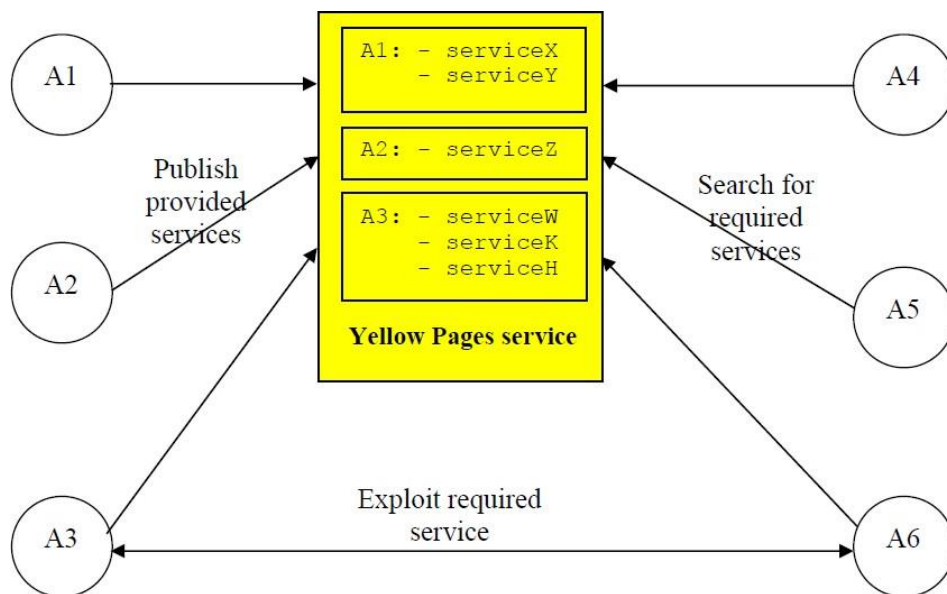 A1
A2
A3
Publish
provided
services
A1: - serviceX
- serviceY
A2: - serviceZ
A3: - serviceW
- serviceK
- serviceH
Yellow Pages service
Search for
required
services
A4
A5
A6
Exploit required
service